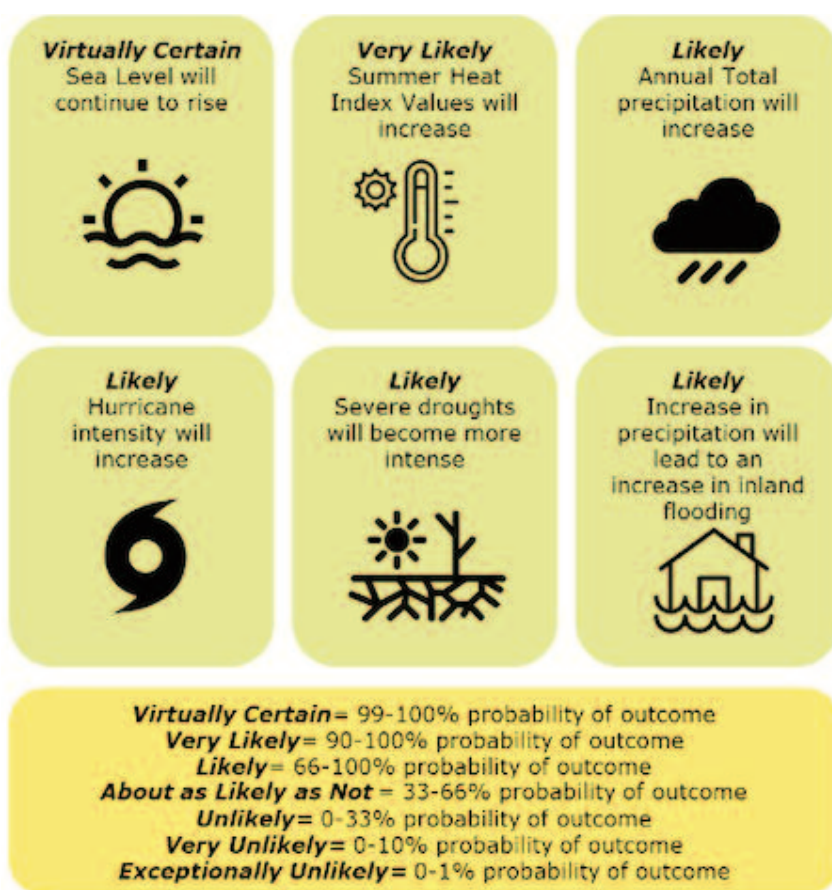 Virtually Certain
Sea Level will
continue to rise
Very Likely
Summer Heat
Index Values will
increase
Likely
Annual Total
precipitation will
increase
Likely
Hurricane
intensity will
increase
Likely
Severe droughts
will become more
intense
Likely
Increase in
precipitation will
lead to an
increase in inland
flooding
Virtually Certain= 99-100% probability of outcome
Very Likely= 90-100% probability of outcome
Likely= 66-100% probability of outcome
About as Likely as Not = 33-66% probability of outcome
Unlikely= 0-33% probability of outcome
Very Unlikely= 0-10% probability of outcome
Exceptionally Unlikely= 0-1% probability of outcome